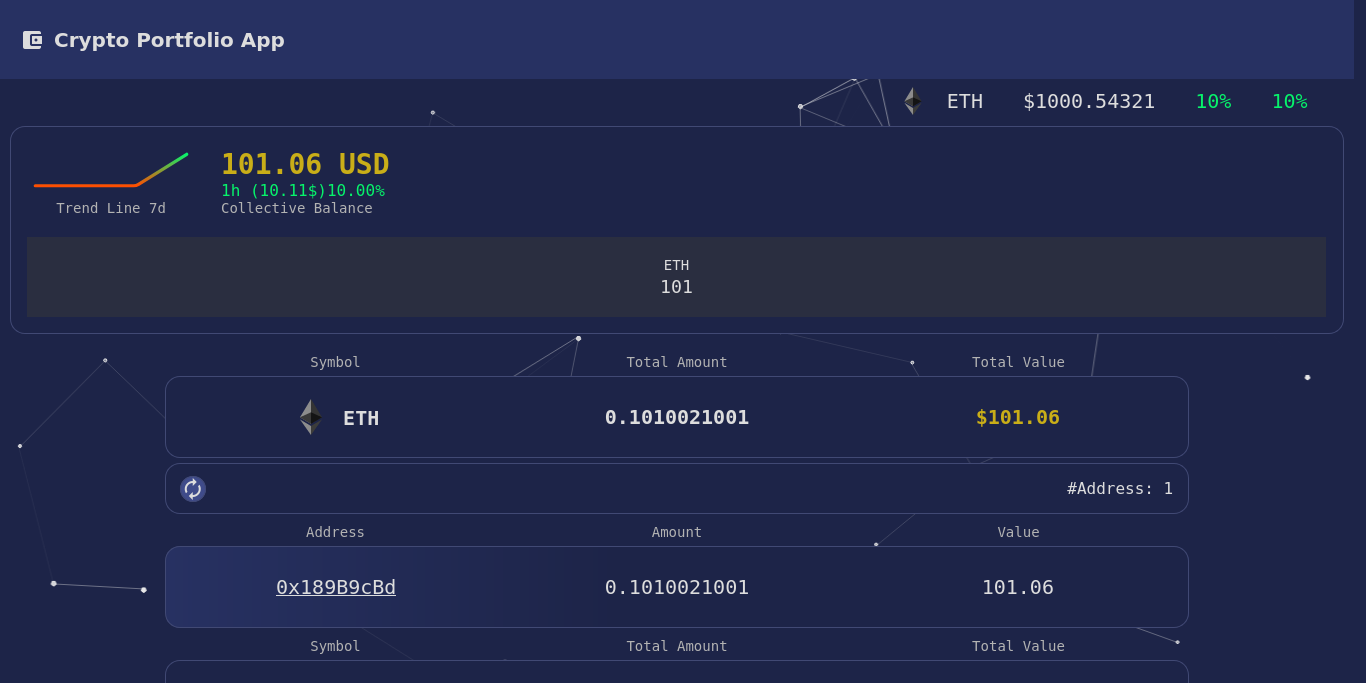 Crypto Portfolio App
ETH $1000.54321 10% 10%
101.06 USD
1h (10.11$)10.00%
Trend Line 7d Collective Balance
ETH
101
Symbol Total Amount Total Value
ETH 0.1010021001 $101.06
#Address: 1
Address Amount Value
0x189B9cBd 0.1010021001 101.06
Symbol Total Amount Total Value